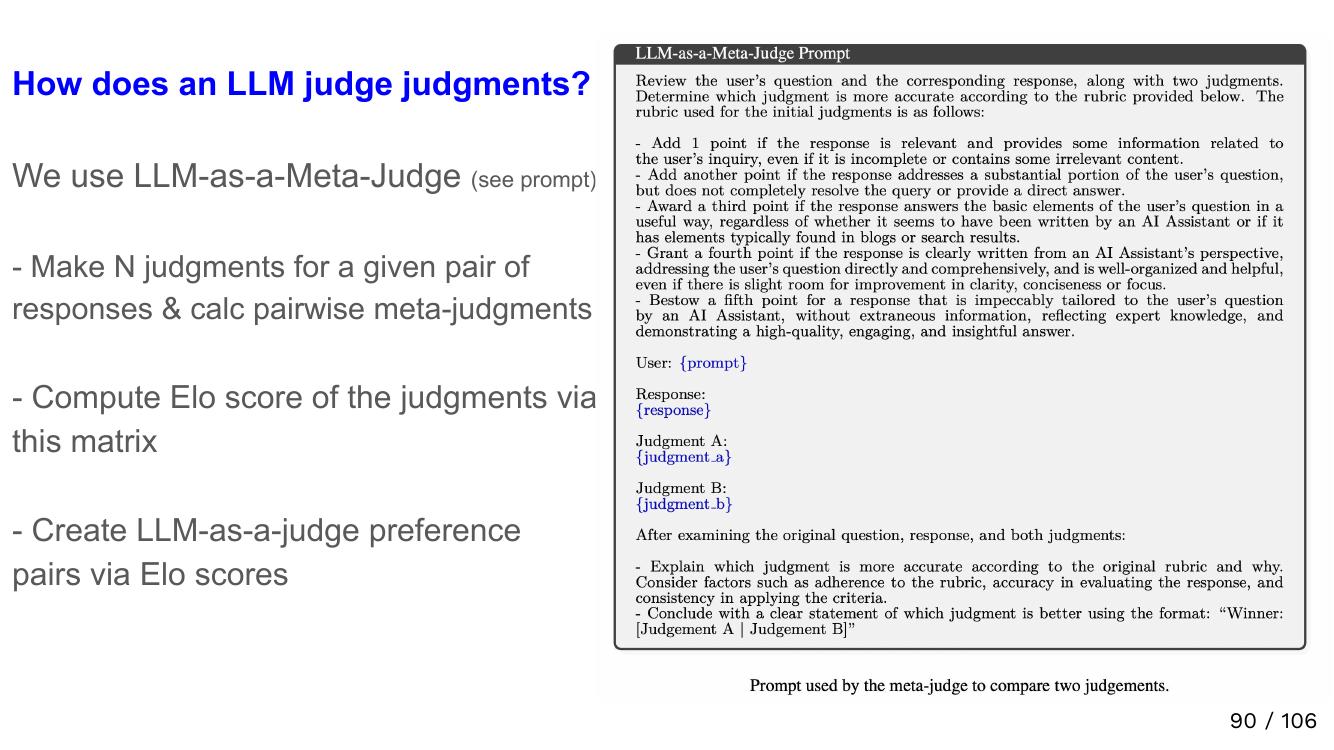 How does an LLM judge judgments?
We use LLM-as-a-Meta-Judge (see prompt)
- Make N judgments for a given pair of
responses & calc pairwise meta-judgments
- Compute Elo score of the judgments via
this matrix
- Create LLM-as-a-judge preference
pairs via Elo scores
LLM-as-a-Meta-Judge Prompt
Review the user's question and the corresponding response, along with two judgments.
Determine which judgment is more accurate according to the rubric provided below. The
rubric used for the initial judgments is as follows:
- Add 1 point if the response is relevant and provides some information related to
the user's inquiry, even if it is incomplete or contains some irrelevant content.
- Add another point if the response addresses a substantial portion of the user's question,
but does not completely resolve the query or provide a direct answer.
- Award a third point if the response answers the basic elements of the user's question in a
useful way, regardless of whether it seems to have been written by an AI Assistant or if it
has elements typically found in blogs or search results.
- Grant a fourth point if the response is clearly written from an AI Assistant's perspective,
addressing the user's question directly and comprehensively, and is well-organized and helpful,
even if there is slight room for improvement in clarity, conciseness or focus.
- Bestow a fifth point for a response that is impeccably tailored to the user's question
by an AI Assistant, without extraneous information, reflecting expert knowledge, and
demonstrating a high-quality, engaging, and insightful answer.
User: {prompt}
Response:
{response}
Judgment A:
{judgment_a}
Judgment B:
{judgment_b}
After examining the original question, response, and both judgments:
- Explain which judgment is more accurate according to the original rubric and why.
Consider factors such as adherence to the rubric, accuracy in evaluating the response, and
consistency in applying the criteria.
- Conclude with a clear statement of which judgment is better using the format: “Winner:
[Judgement A | Judgement B]”
Prompt used by the meta-judge to compare two judgements.
90 / 106